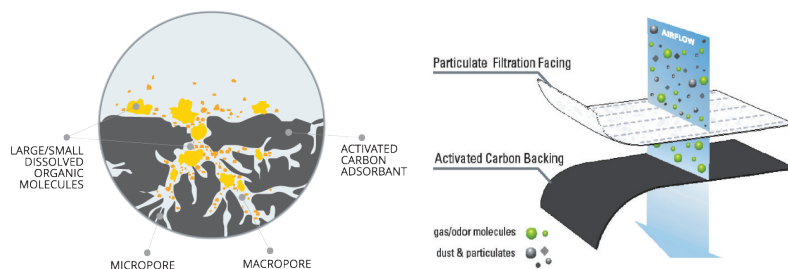 LARGE/SMALL
DISSOLVED
ORGANIC
MOLECULES
ACTIVATED
CARBON
ADSORBANT
MICROPORE
MACROPORE
AIRFLOW
Particulate Filtration Facing
Activated Carbon Backing
gas/odor molecules
dust & particulates